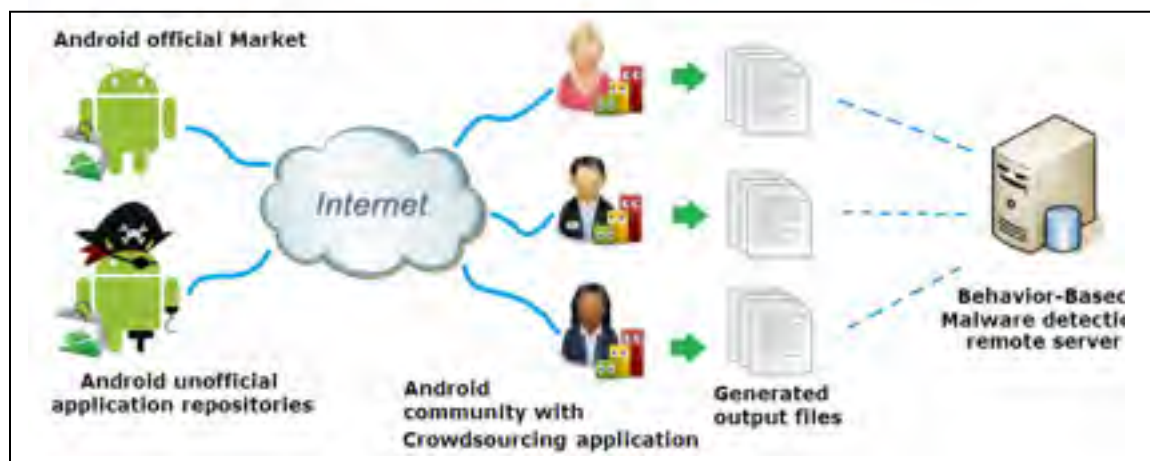 Android official Market
Internet
Android unofficial
application repositories
Android
community with
Crowdsourcing application
Generated
output files
Behavior-Based
Malware detectio
remote server